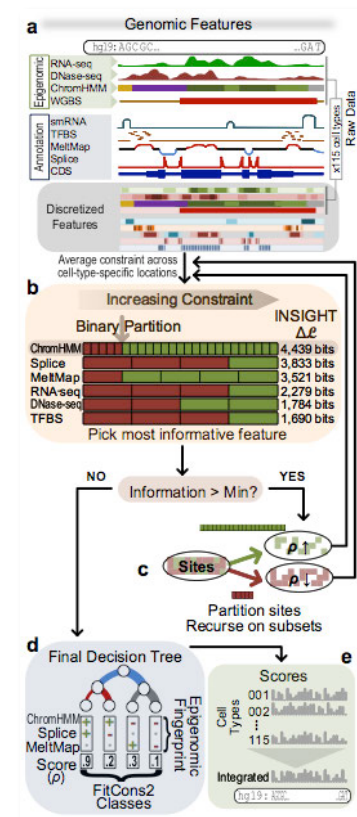 Genomic Features
a
hg19: AGCGC... ...GAT
Epigenomic
RNA-seq
DNase-seq
ChromHMM
WGBS
Annotation
smRNA
TFBS
MeltMap
Splice
CDS
x115 cell types
Raw Data
Discretized
Features
Average constraint across
cell-type-specific locations
b
Increasing Constraint
INSIGHT
Δℒ
Binary Partition
ChromHMM 4,439 bits
Splice 3,833 bits
MeltMap 3,521 bits
RNA-seq 2,279 bits
DNase-seq 1,784 bits
TFBS 1,690 bits
Pick most informative feature
NO
YES
Information > Min?
c
Sites
ρ↑
ρ↓
Partition sites
Recurse on subsets
d
Final Decision Tree
ChromHMM + + - -
Splice + - - -
MeltMap - - + -
Score .9 .2 .3 .1
(ρ)
Epigenomic
Fingerprint
FitCons2
Classes
e
Scores
Cell
Types
001
002
115
Integrated
hg19: